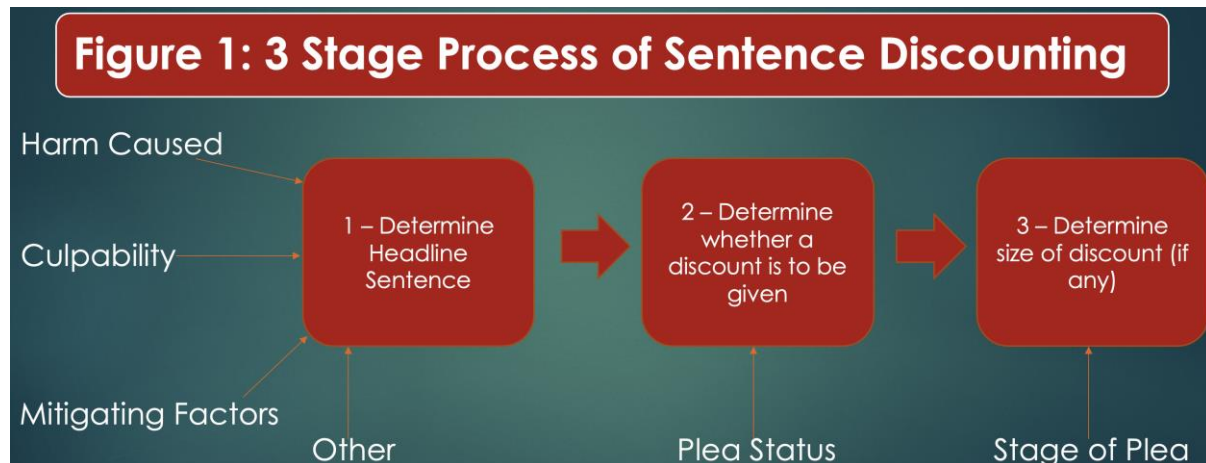 Figure 1: 3 Stage Process of Sentence Discounting
Harm Caused
Culpability
Mitigating Factors
Other
1 – Determine
Headline
Sentence
2 – Determine
whether a
discount is to be
given
Plea Status
3 – Determine
size of discount (if
any)
Stage of Plea